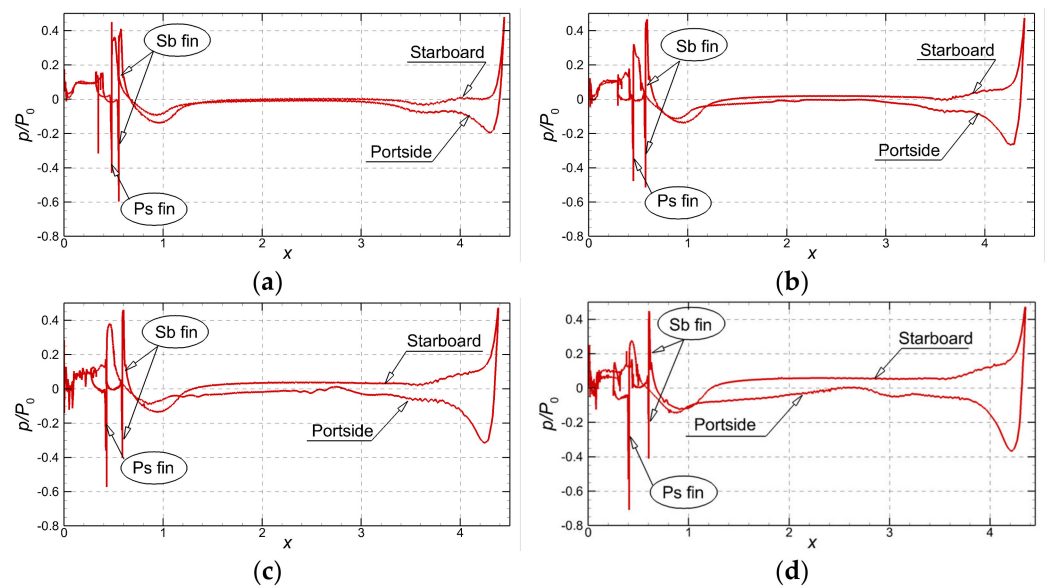 0.4
0.2
0
-0.2
-0.4
-0.6
-0.8
p/P0
Sb fin
Ps fin
Starboard
Portside
0 1 2 3 4
x
(a)
0.4
0.2
0
-0.2
-0.4
-0.6
-0.8
p/P0
Sb fin
Ps fin
Starboard
Portside
0 1 2 3 4
x
(b)
0.4
0.2
0
-0.2
-0.4
-0.6
-0.8
p/P0
Sb fin
Ps fin
Starboard
Portside
0 1 2 3 4
x
(c)
0.4
0.2
0
-0.2
-0.4
-0.6
-0.8
p/P0
Sb fin
Ps fin
Starboard
Portside
0 1 2 3 4
x
(d)